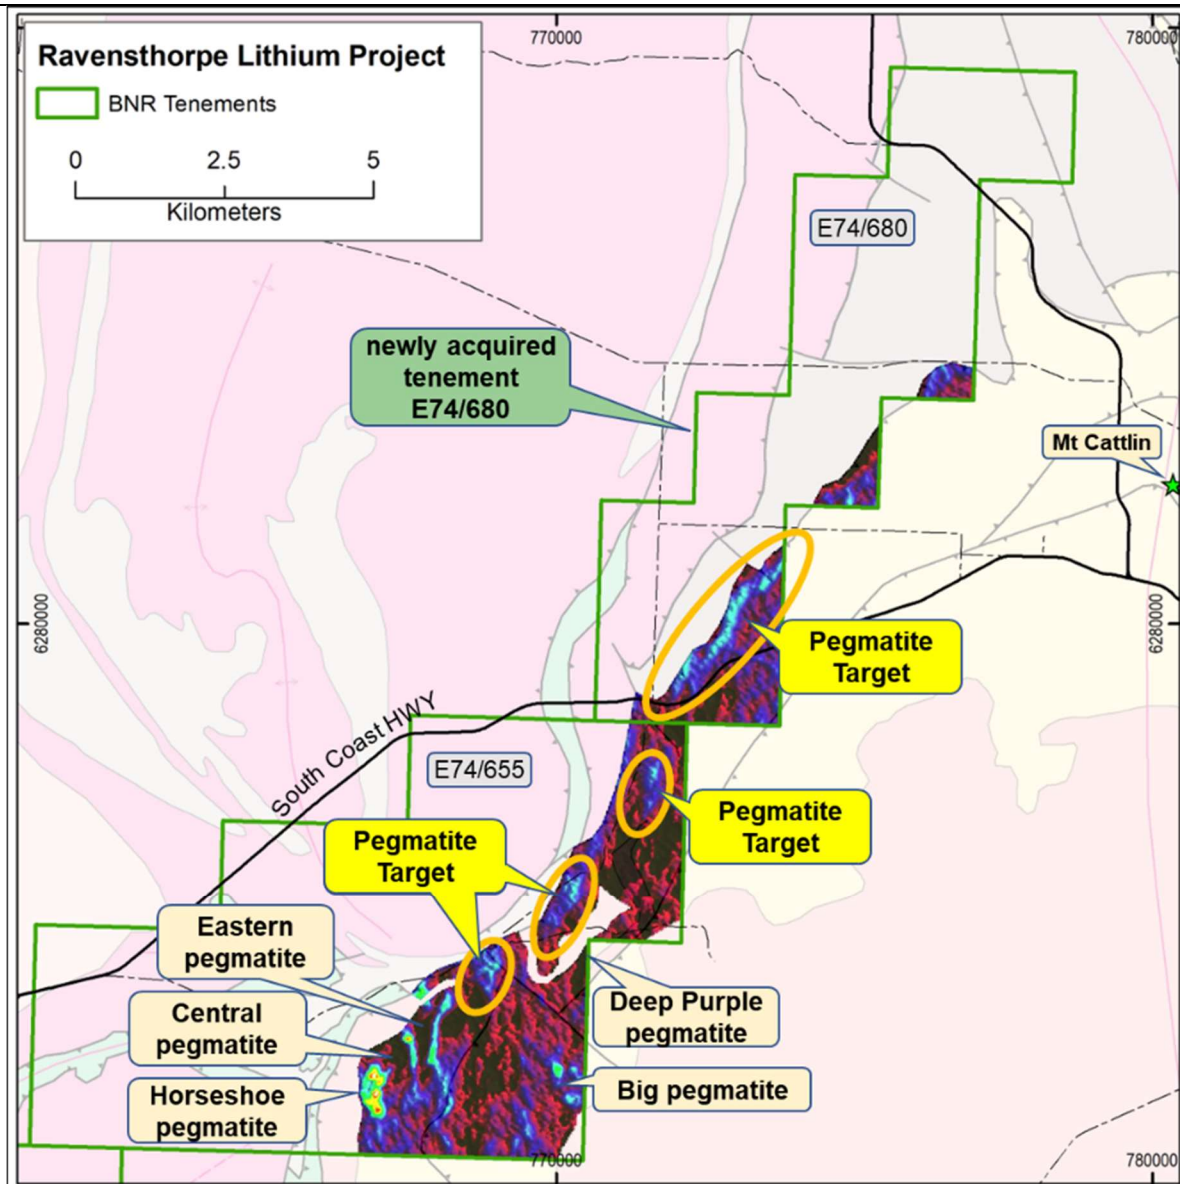 770000
780000
Ravensthorpe Lithium Project
BNR Tenements
0 2.5 5
Kilometers
E74/680
newly acquired
tenement
E74/680
Mt Cattlin
6280000
6280000
Pegmatite
Target
South Coast HWY
E74/655
Pegmatite
Target
Pegmatite
Target
Eastern
pegmatite
Central
pegmatite
Deep Purple
pegmatite
Horseshoe
pegmatite
Big pegmatite
770000
780000